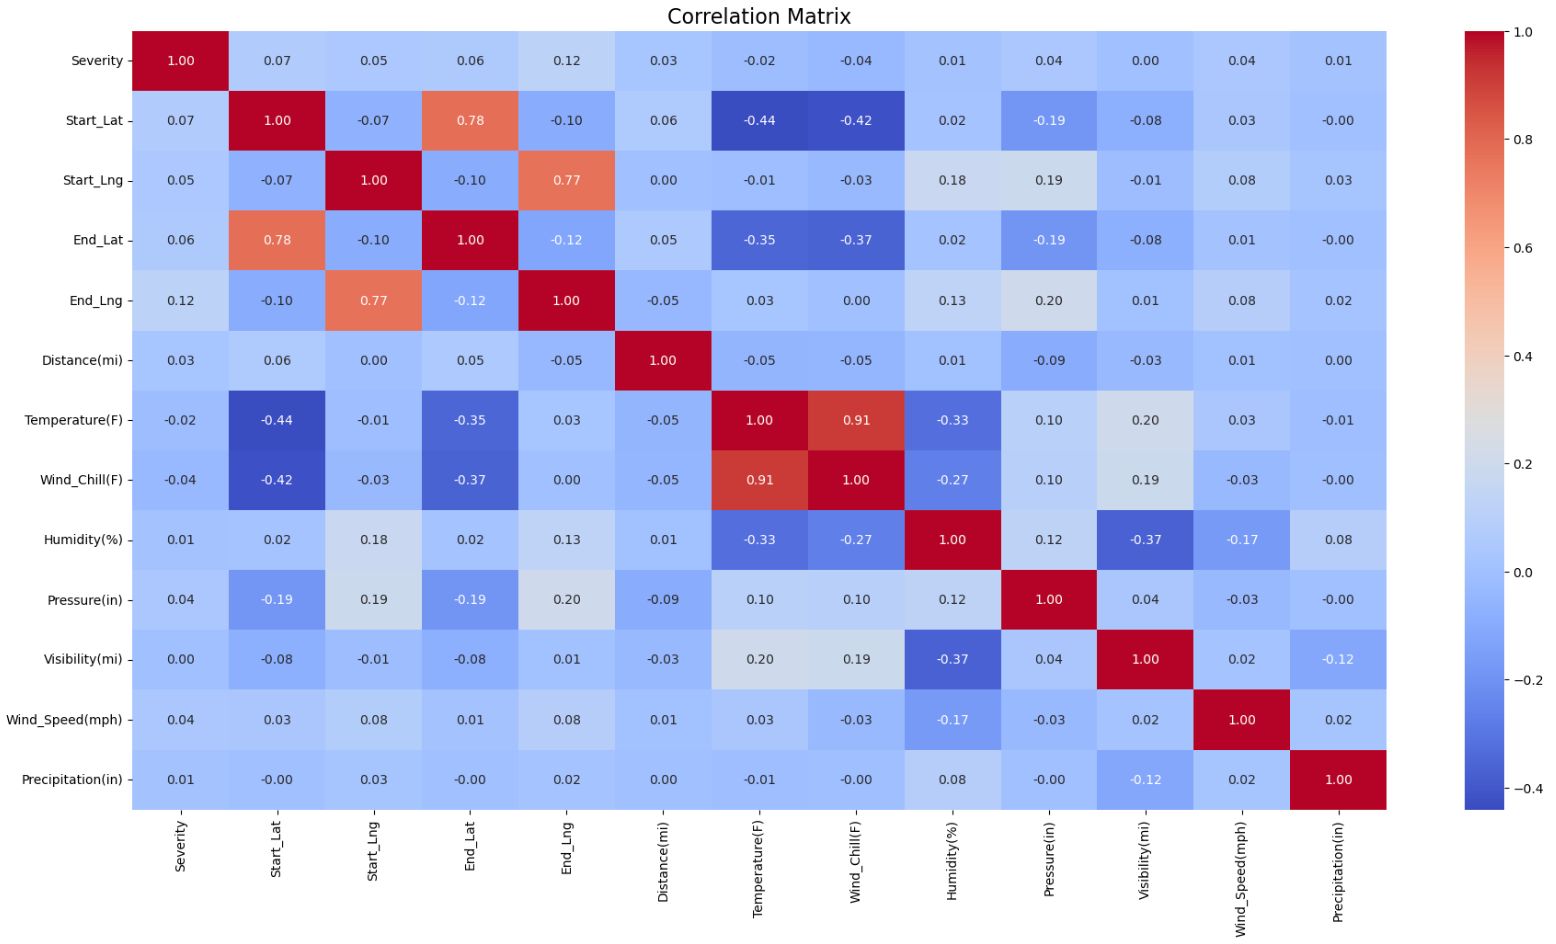 Correlation Matrix
Severity 1.00 0.07 0.05 0.06 0.12 0.03 -0.02 -0.04 0.01 0.04 0.00 0.04 0.01
Start_Lat 0.07 1.00 -0.07 0.78 -0.10 0.06 -0.44 -0.42 0.02 -0.19 -0.08 0.03 -0.00
Start_Lng 0.05 -0.07 1.00 -0.10 0.77 0.00 -0.01 -0.03 0.18 0.19 -0.01 0.08 0.03
End_Lat 0.06 0.78 -0.10 1.00 -0.12 0.05 -0.35 -0.37 0.02 -0.19 -0.08 0.01 -0.00
End_Lng 0.12 -0.10 0.77 -0.12 1.00 -0.05 0.03 0.00 0.13 0.20 0.01 0.08 0.02
Distance(mi) 0.03 0.06 0.00 0.05 -0.05 1.00 -0.05 -0.05 0.01 -0.09 -0.03 0.01 0.00
Temperature(F) -0.02 -0.44 -0.01 -0.35 0.03 -0.05 1.00 0.91 -0.33 0.10 0.20 0.03 -0.01
Wind_Chill(F) -0.04 -0.42 -0.03 -0.37 0.00 -0.05 0.91 1.00 -0.27 0.10 0.19 -0.03 -0.00
Humidity(%) 0.01 0.02 0.18 0.02 0.13 0.01 -0.33 -0.27 1.00 0.12 -0.37 -0.17 0.08
Pressure(in) 0.04 -0.19 0.19 -0.19 0.20 -0.09 0.10 0.10 0.12 1.00 0.04 -0.03 -0.00
Visibility(mi) 0.00 -0.08 -0.01 -0.08 0.01 -0.03 0.20 0.19 -0.37 0.04 1.00 0.02 -0.12
Wind_Speed(mph) 0.04 0.03 0.08 0.01 0.08 0.01 0.03 -0.03 -0.17 -0.03 0.02 1.00 0.02
Precipitation(in) 0.01 -0.00 0.03 -0.00 0.02 0.00 -0.01 -0.00 0.08 -0.00 -0.12 0.02 1.00
Severity Start_Lat Start_Lng End_Lat End_Lng Distance(mi) Temperature(F) Wind_Chill(F) Humidity(%) Pressure(in) Visibility(mi) Wind_Speed(mph) Precipitation(in)
1.0
0.8
0.6
0.4
0.2
0.0
−0.2
−0.4